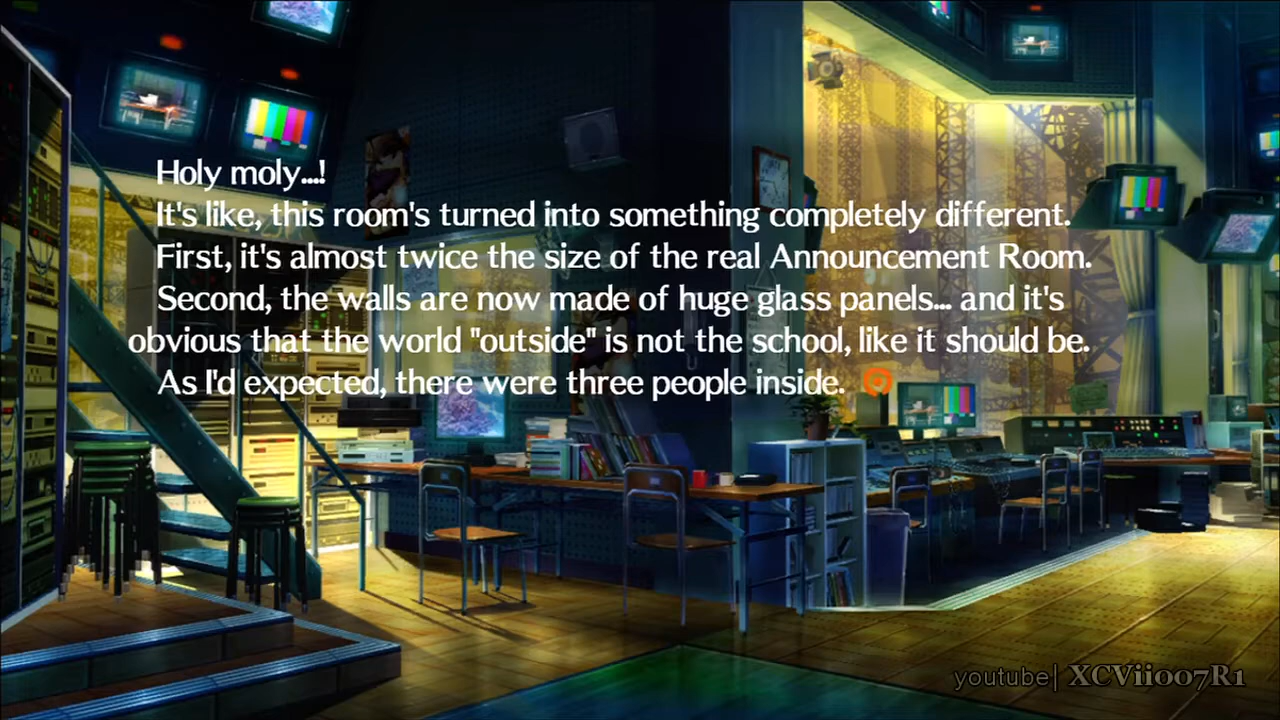 Holy moly...!
It's like, this room's turned into something completely different.
First, it's almost twice the size of the real Announcement Room.
Second, the walls are now made of huge glass panels... and it's
obvious that the world "outside" is not the school, like it should be.
As I'd expected, there were three people inside.
youtube| XCVii007R1